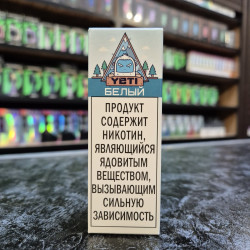 YETI
БЕЛЫЙ
ПРОДУКТ
СОДЕРЖИТ
НИКОТИН,
ЯВЛЯЮЩИЙСЯ
ЯДОВИТЫМ
ВЕЩЕСТВОМ,
ВЫЗЫВАЮЩИМ
СИЛЬНУЮ
ЗАВИСИМОСТЬ